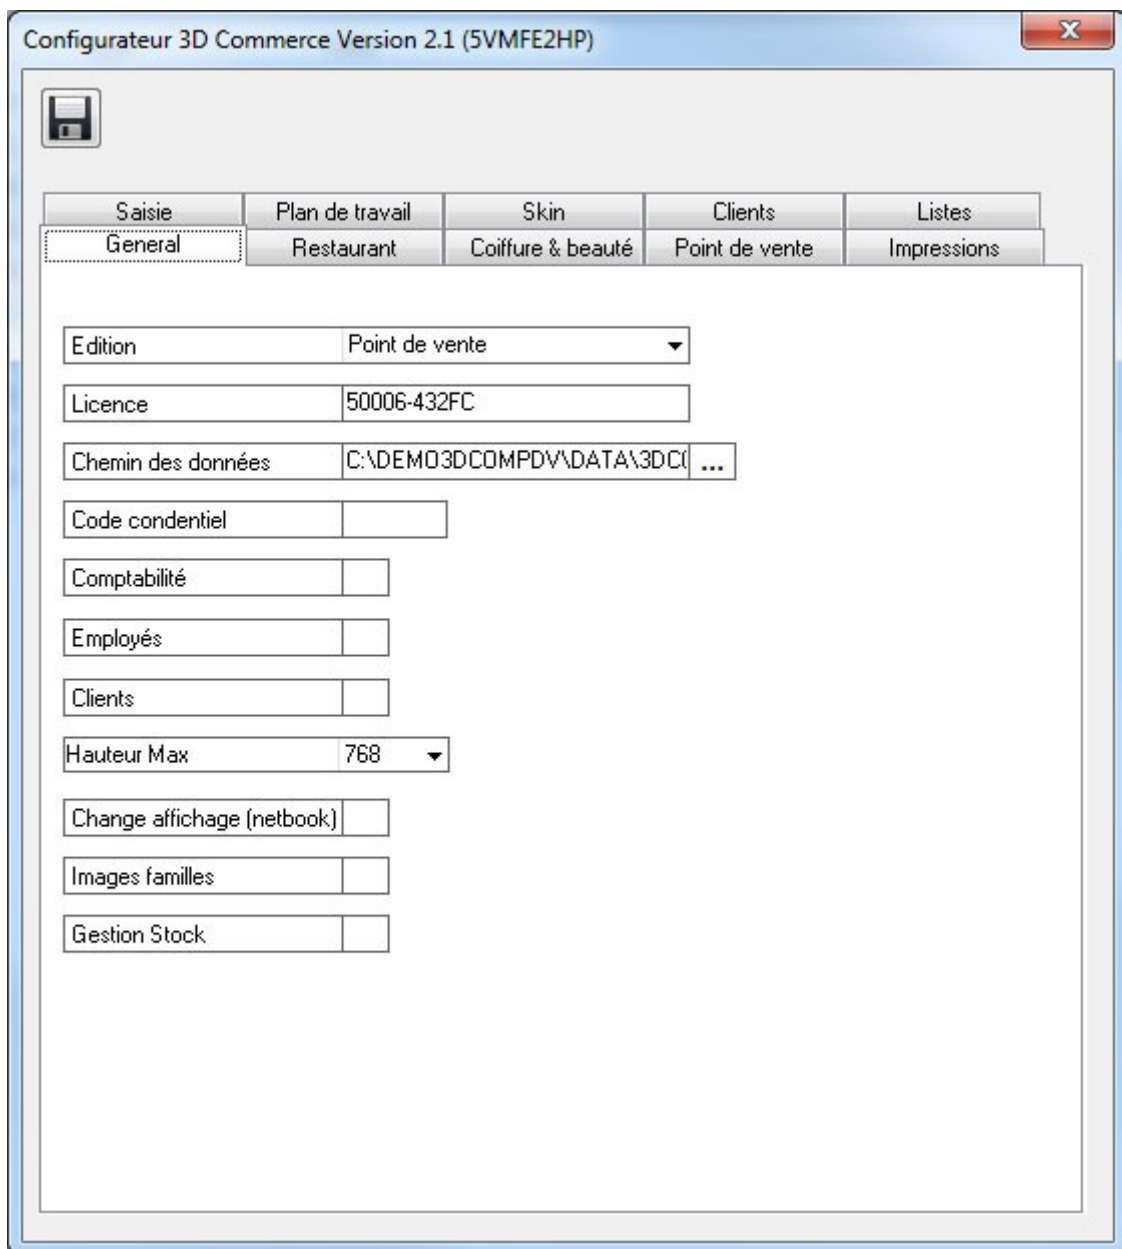 Configurateur 3D Commerce Version 2.1 (5VMFE2HP)
Saisie Plan de travail Skin Clients Listes
General Restaurant Coiffure & beauté Point de vente Impressions
Edition Point de vente
Licence 50006-432FC
Chemin des données C:\DEMO3DCOMPDV\DATA\3DC( ...
Code condentiel
Comptabilité
Employés
Clients
Hauteur Max 768
Change affichage (netbook)
Images familles
Gestion Stock